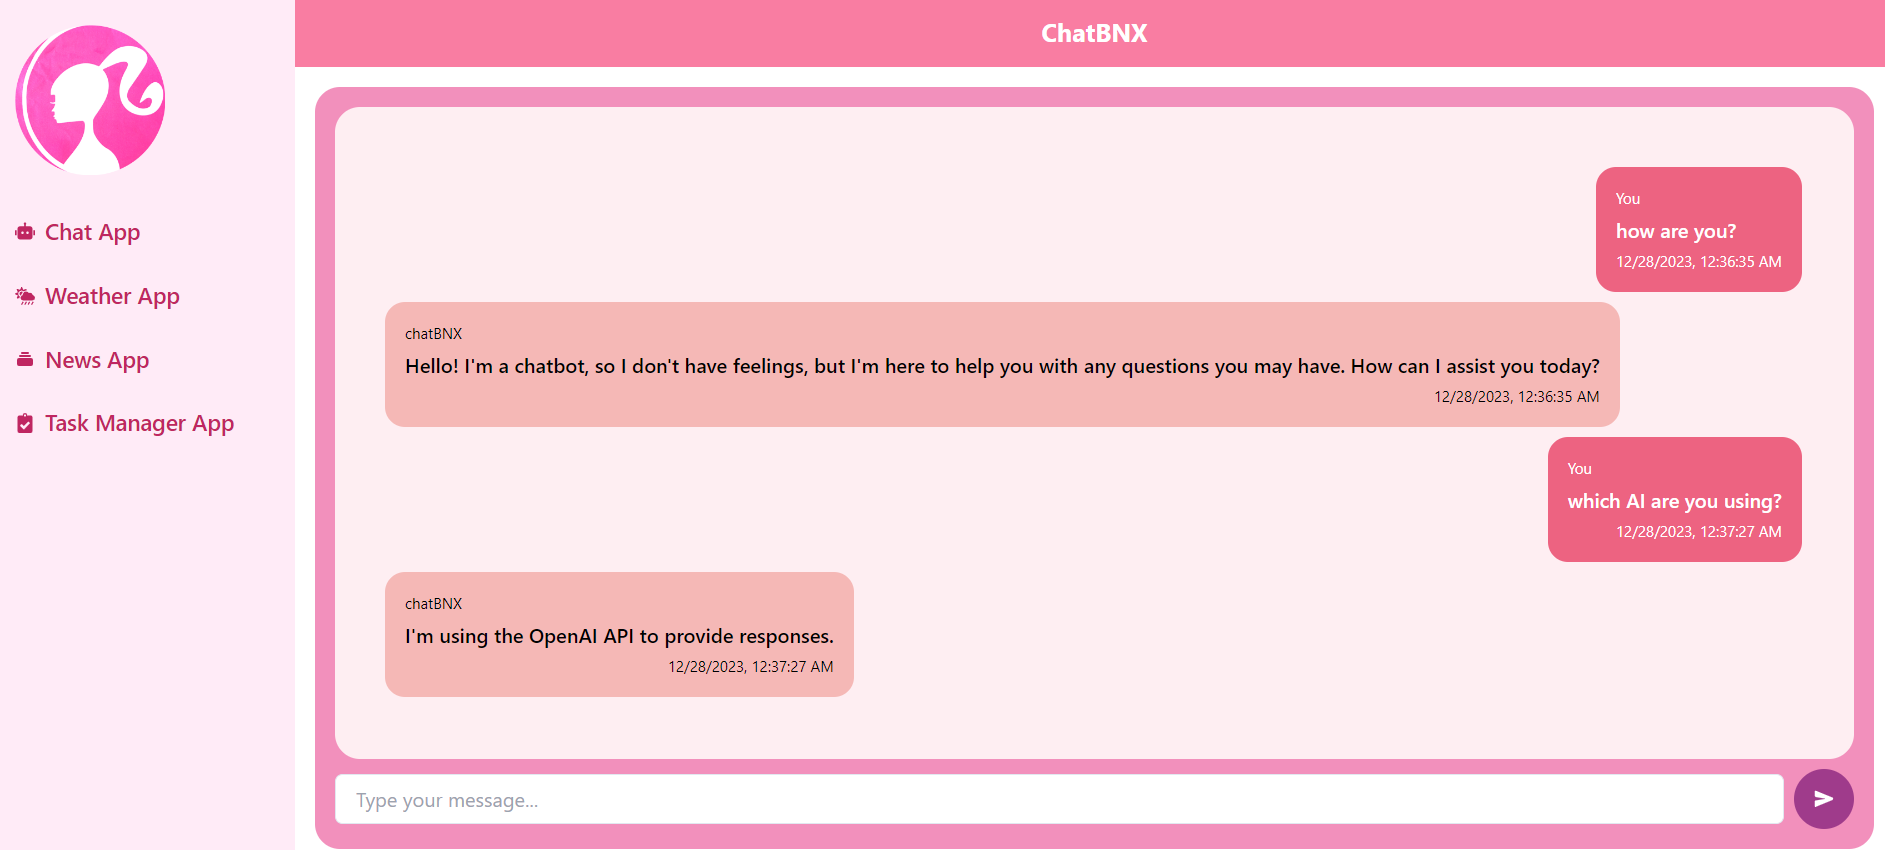 Chat App
Weather App
News App
Task Manager App
ChatBNX
You
how are you?
12/28/2023, 12:36:35 AM
chatBNX
Hello! I'm a chatbot, so I don't have feelings, but I'm here to help you with any questions you may have. How can I assist you today?
12/28/2023, 12:36:35 AM
You
which AI are you using?
12/28/2023, 12:37:27 AM
chatBNX
I'm using the OpenAI API to provide responses.
12/28/2023, 12:37:27 AM
Type your message...